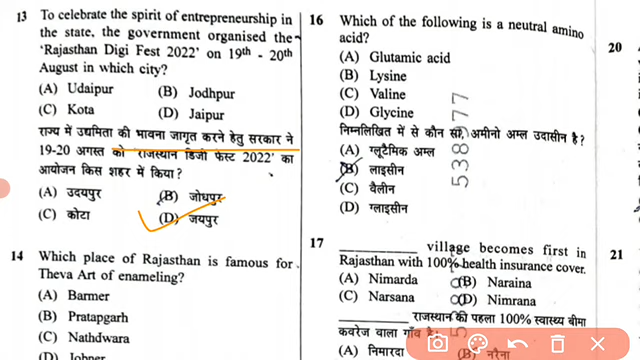 13 To celebrate the spirit of entrepreneurship in
the state, the government organised the
'Rajasthan Digi Fest 2022' on 19th - 20th
August in which city?
(A) Udaipur (B) Jodhpur
(C) Kota (D) Jaipur
राज्य में उद्यमिता की भावना जागृत करने हेतु सरकार ने
19-20 अगस्त को 'राजस्थान डिजी फेस्ट 2022' का
आयोजन किस शहर में किया?
(A) उदयपुर (B) जोधपुर
(C) कोटा (D) जयपुर
14 Which place of Rajasthan is famous for
Theva Art of enameling?
(A) Barmer
(B) Pratapgarh
(C) Nathdwara
(D) Jobner
16 Which of the following is a neutral amino
acid?
(A) Glutamic acid
(B) Lysine
(C) Valine
(D) Glycine
निम्नलिखित में से कौन सा, अमीनो अम्ल उदासीन है?
(A) ग्लूटैमिक अम्ल
(B) लाइसीन
(C) वैलीन
(D) ग्लाइसीन
53877
17 ________ village becomes first in
Rajasthan with 100% health insurance cover.
(A) Nimarda (B) Naraina
(C) Narsana (D) Nimrana
________ राजस्थान की पहला 100% स्वास्थ्य बीमा
कवरेज वाला गाँव है।
(A) निमारदा (B) नरैना
20
21